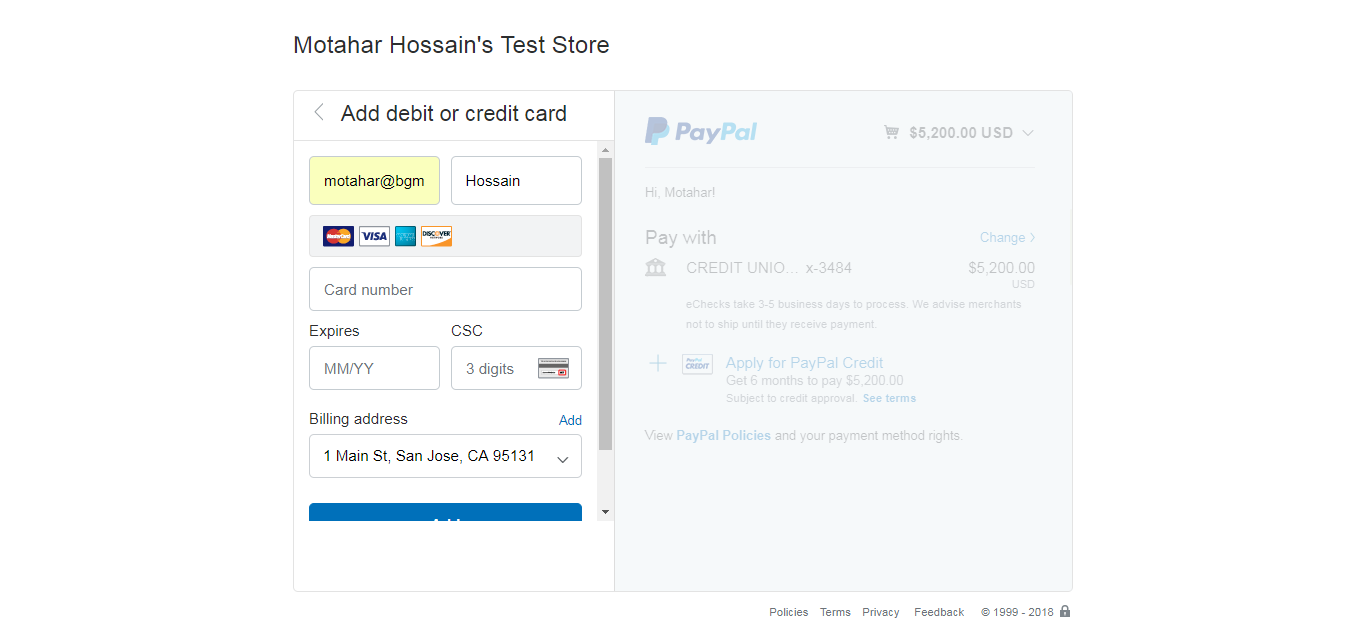 Motahar Hossain's Test Store
Add debit or credit card
motahar@bgm
Hossain
MasterCard VISA DISCOVER
Card number
Expires CSC
MM/YY
3 digits
Billing address Add
1 Main St, San Jose, CA 95131
PayPal
$5,200.00 USD
Hi, Motahar!
Pay with Change >
CREDIT UNIO... x-3484 $5,200.00
USD
eChecks take 3-5 business days to process. We advise merchants
not to ship until they receive payment.
PayPal CREDIT
Apply for PayPal Credit
Get 6 months to pay $5,200.00
Subject to credit approval. See terms
View PayPal Policies and your payment method rights.
Policies Terms Privacy Feedback © 1999 - 2018